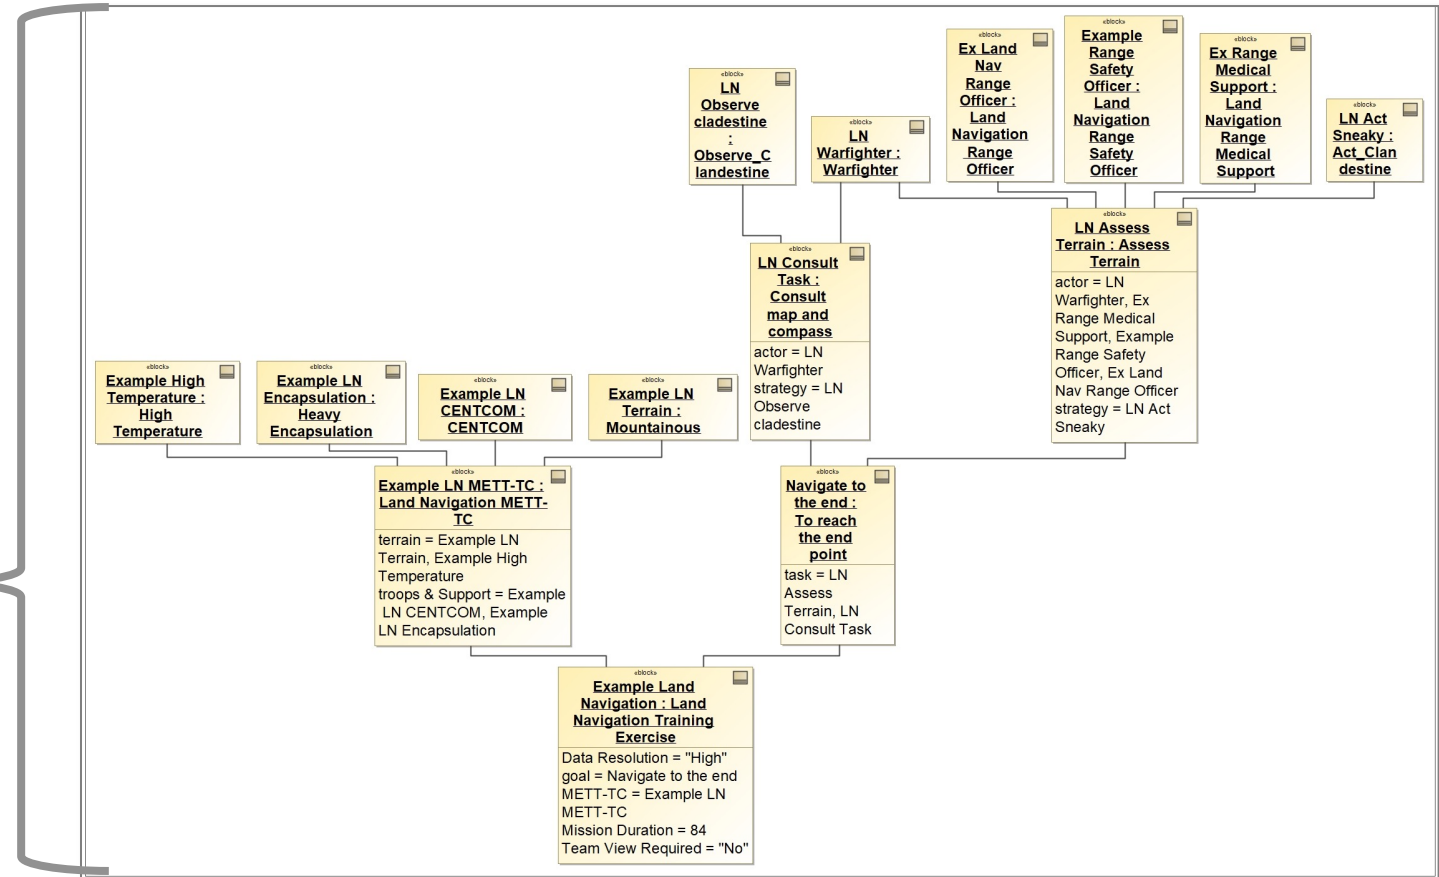 «block»
LN
Observe
cladestine
:
Observe_C
landestine
«block»
LN
Warfighter :
Warfighter
«block»
Ex Land
Nav
Range
Officer :
Land
Navigation
Range
Officer
«block»
Example
Range
Safety
Officer :
Land
Navigation
Range
Safety
Officer
«block»
Ex Range
Medical
Support :
Land
Navigation
Range
Medical
Support
«block»
LN Act
Sneaky :
Act_Clan
destine
«block»
LN Consult
Task :
Consult
map and
compass
actor = LN
Warfighter
strategy = LN
Observe
cladestine
«block»
LN Assess
Terrain : Assess
Terrain
actor = LN
Warfighter, Ex
Range Medical
Support, Example
Range Safety
Officer, Ex Land
Nav Range Officer
strategy = LN Act
Sneaky
«block»
Example High
Temperature :
High
Temperature
«block»
Example LN
Encapsulation :
Heavy
Encapsulation
«block»
Example LN
CENTCOM :
CENTCOM
«block»
Example LN
Terrain :
Mountainous
«block»
Example LN METT-TC :
Land Navigation METT-
TC
terrain = Example LN
Terrain, Example High
Temperature
troops & Support = Example
LN CENTCOM, Example
LN Encapsulation
«block»
Navigate to
the end :
To reach
the end
point
task = LN
Assess
Terrain, LN
Consult Task
«block»
Example Land
Navigation : Land
Navigation Training
Exercise
Data Resolution = "High"
goal = Navigate to the end
METT-TC = Example LN
METT-TC
Mission Duration = 84
Team View Required = "No"